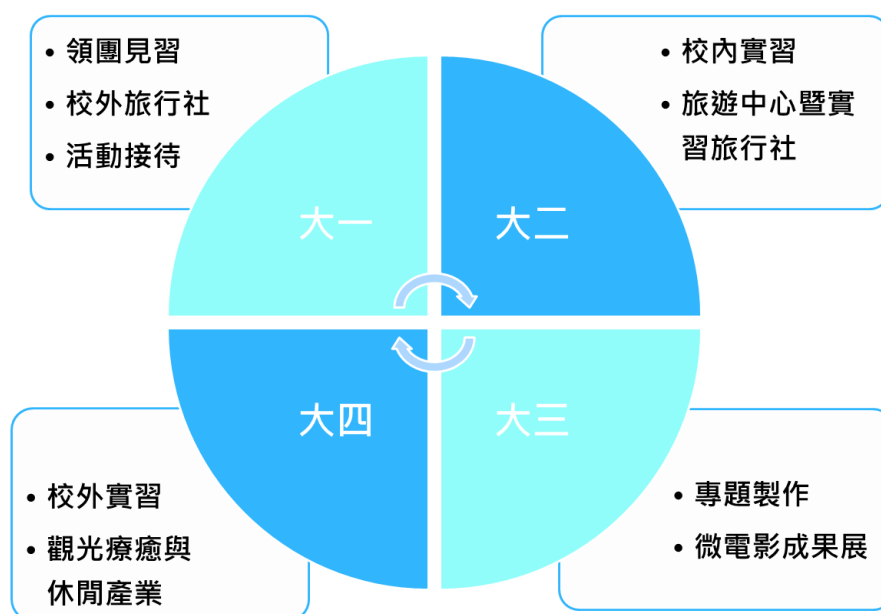 • 領團見習
• 校外旅行社
• 活動接待
大一
• 校內實習
• 旅遊中心暨實
習旅行社
大二
大三
• 專題製作
• 微電影成果展
大四
• 校外實習
• 觀光療癒與
休閒產業